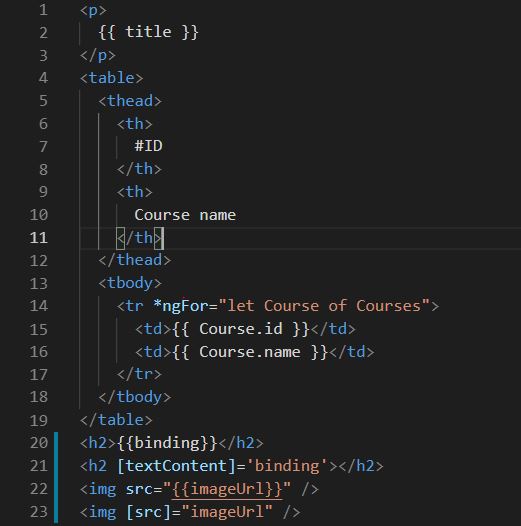 1 <p>
2   {{ title }}
3 </p>
4 <table>
5   <thead>
6     <th>
7       #ID
8     </th>
9     <th>
10       Course name
11     </th>
12   </thead>
13   <tbody>
14     <tr *ngFor="let Course of Courses">
15       <td>{{ Course.id }}</td>
16       <td>{{ Course.name }}</td>
17     </tr>
18   </tbody>
19 </table>
20 <h2>{{binding}}</h2>
21 <h2 [textContent]='binding'></h2>
22 <img src="{{imageUrl}}" />
23 <img [src]="imageUrl" />